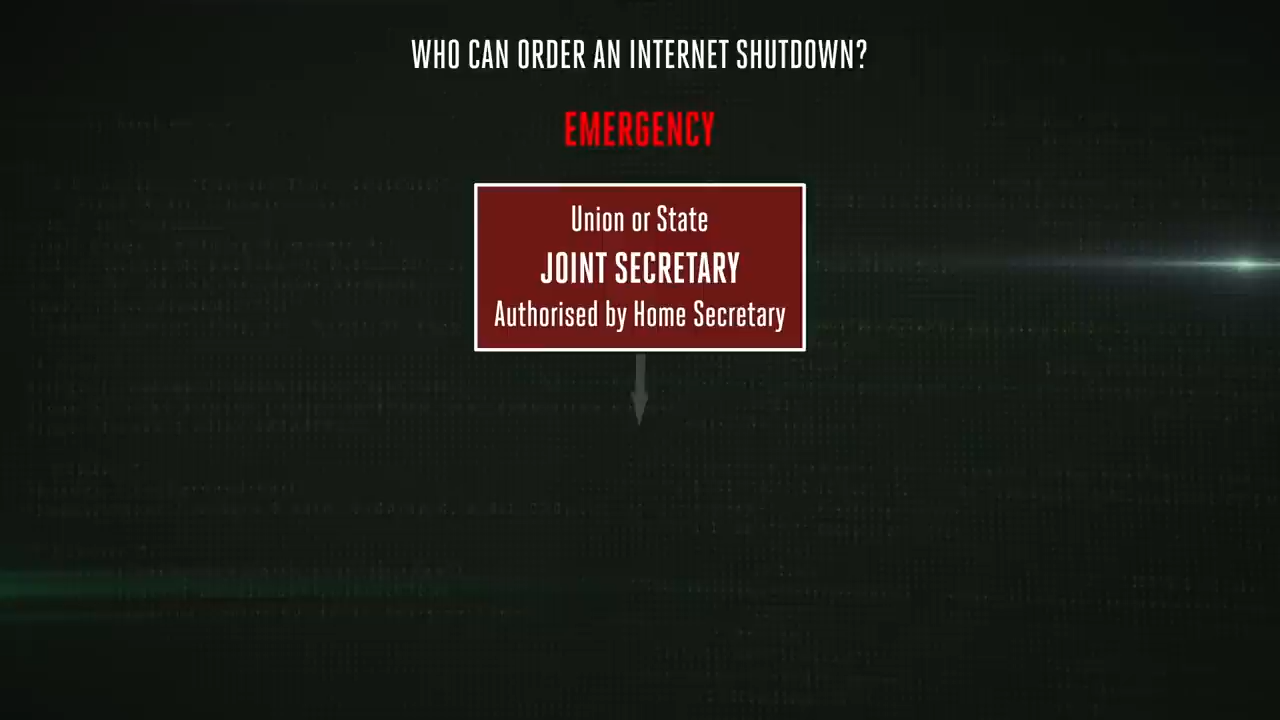 WHO CAN ORDER AN INTERNET SHUTDOWN?
EMERGENCY
Union or State
JOINT SECRETARY
Authorised by Home Secretary